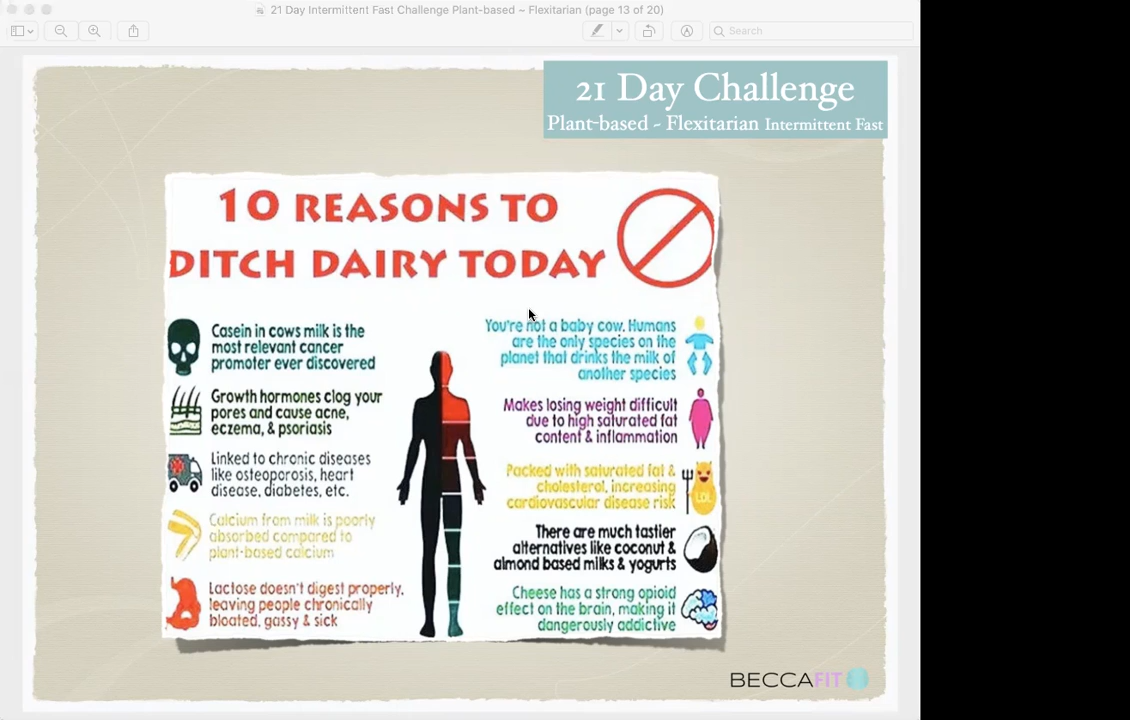 21 Day Intermittent Fast Challenge Plant-based ~ Flexitarian (page 13 of 20)
Search
21 Day Challenge
Plant-based - Flexitarian Intermittent Fast
10 REASONS TO
DITCH DAIRY TODAY
Casein in cows milk is the
most relevant cancer
promoter ever discovered
Growth hormones clog your
pores and cause acne,
eczema, & psoriasis
Linked to chronic diseases
like osteoporosis, heart
disease, diabetes, etc.
Calcium from milk is poorly
absorbed compared to
plant-based calcium
Lactose doesn't digest properly,
leaving people chronically
bloated, gassy & sick
You're not a baby cow. Humans
are the only species on the
planet that drinks the milk of
another species
Makes losing weight difficult
due to high saturated fat
content & inflammation
Packed with saturated fat &
cholesterol, increasing
cardiovascular disease risk
LDL
There are much tastier
alternatives like coconut &
almond based milks & yogurts
Cheese has a strong opioid
effect on the brain, making it
dangerously addictive
BECCAFIT